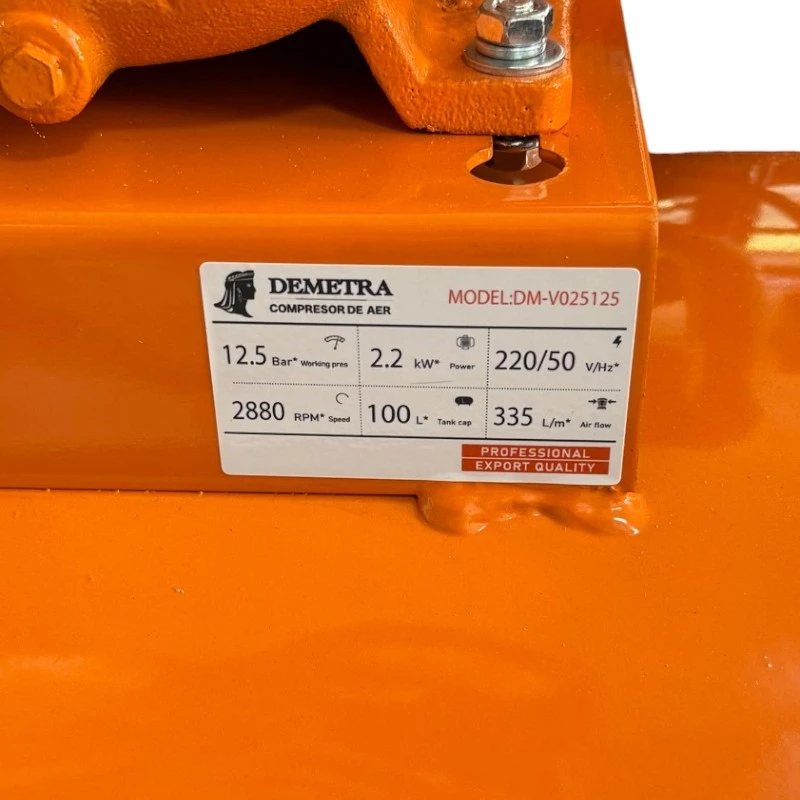 DEMETRA
COMPRESOR DE AER
MODEL:DM-V025125
12.5 Bar* Working pres
2.2 kW* Power
220/50 V/Hz*
2880 RPM* Speed
100 L* Tank cap
335 L/m* Air flow
PROFESSIONAL
EXPORT QUALITY